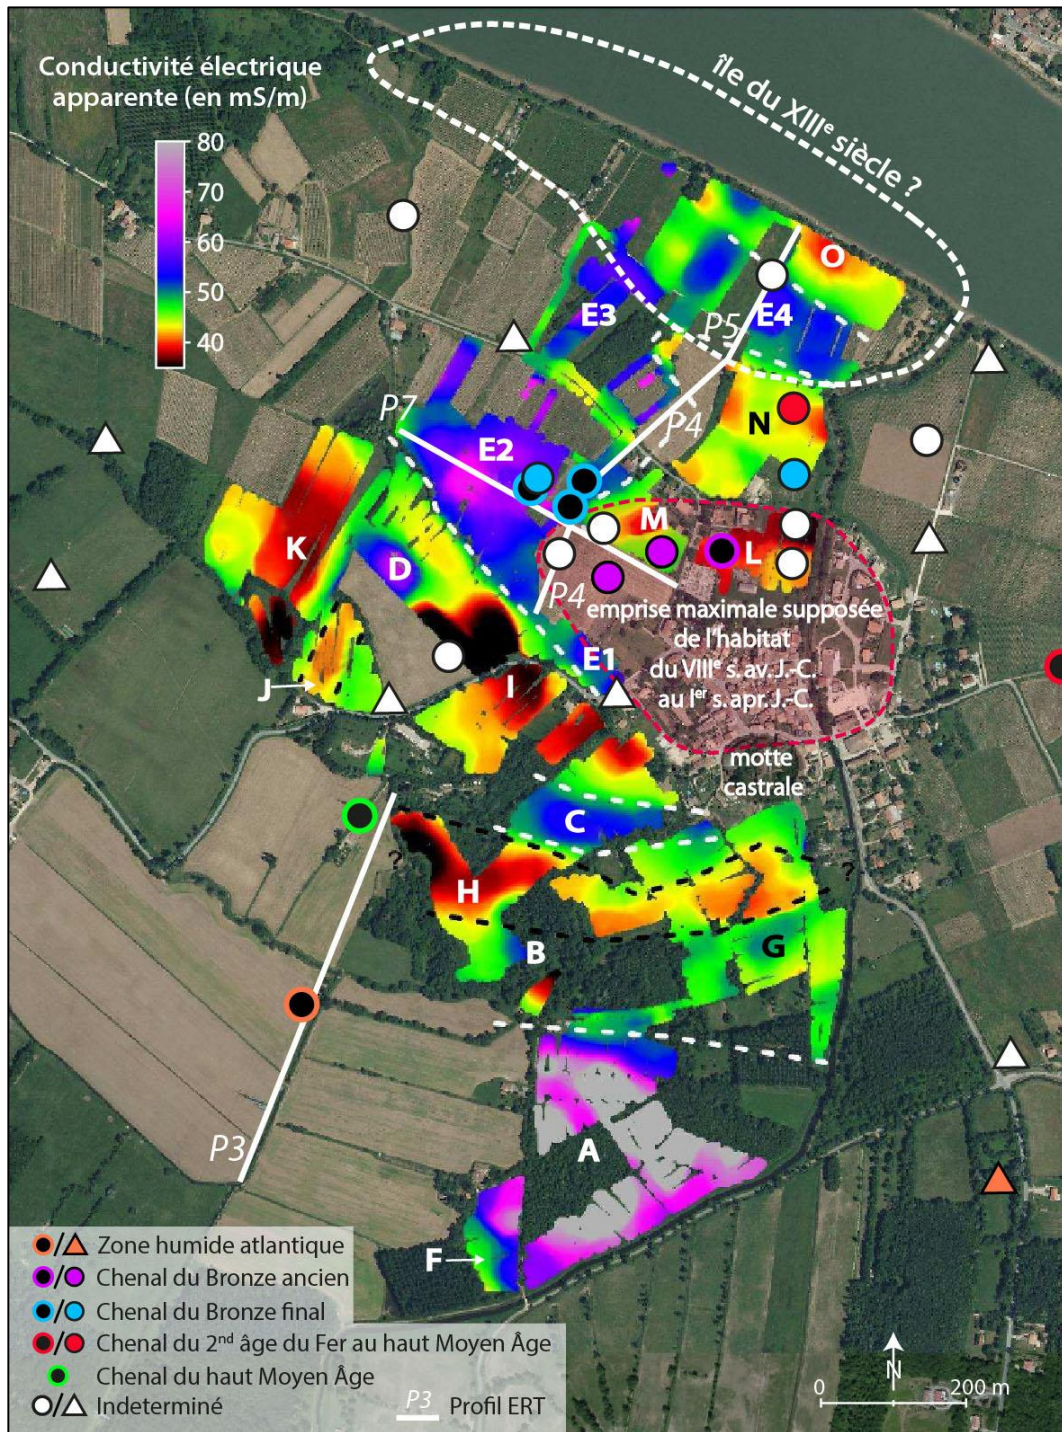 Conductivité électrique
apparente (en mS/m)
80
70
60
50
40
île du XIIIe siècle ?
O
E3
P5
E4
P7
P4
N
E2
M
K
L
D
P4
emprise maximale supposée
de l'habitat
du VIIIe s. av. J.-C.
au Ier s. apr. J.-C.
E1
J
I
motte
castrale
C
?
?
H
B
G
A
P3
F
Zone humide atlantique
Chenal du Bronze ancien
Chenal du Bronze final
Chenal du 2nd âge du Fer au haut Moyen Âge
Chenal du haut Moyen Âge
Indeterminé
P3
Profil ERT
N
0
200 m